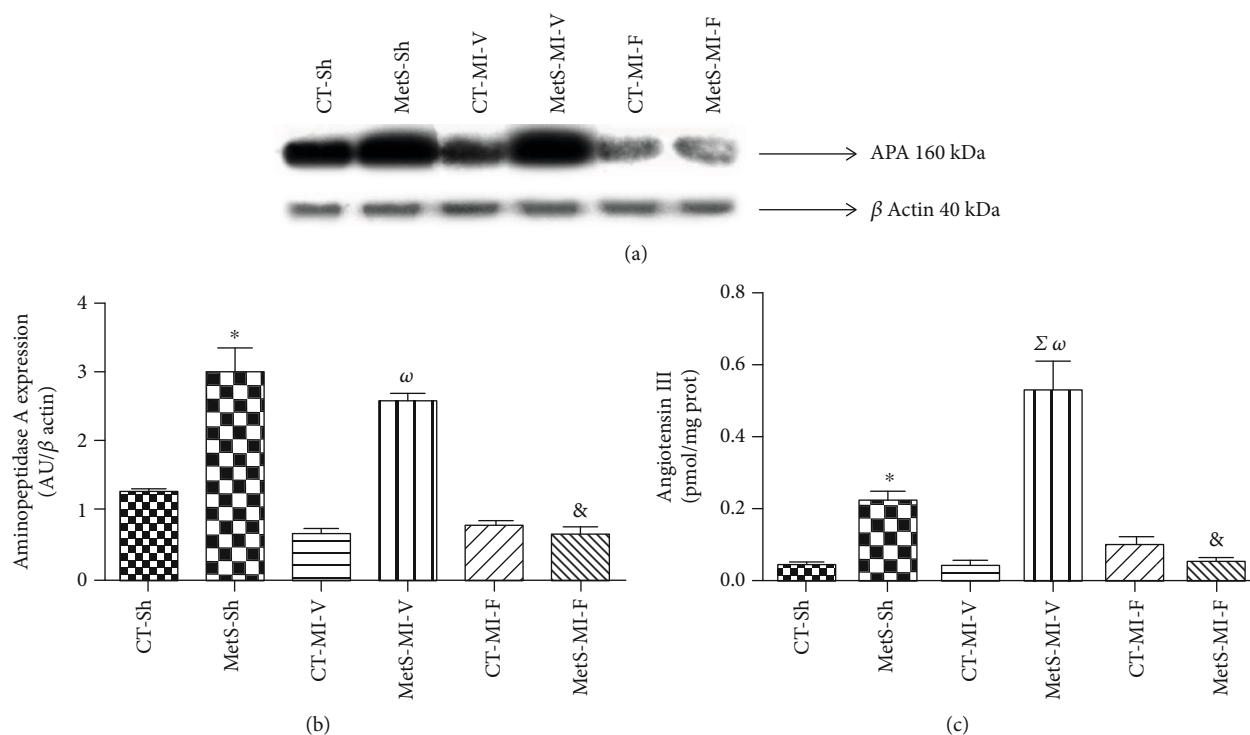 CT-Sh
MetS-Sh
CT-MI-V
MetS-MI-V
CT-MI-F
MetS-MI-F
APA 160 kDa
β Actin 40 kDa
(a)
Aminopeptidase A expression
(AU/β actin)
4
3
2
1
0
*
ω
&
CT-Sh
MetS-Sh
CT-MI-V
MetS-MI-V
CT-MI-F
MetS-MI-F
(b)
Angiotensin III
(pmol/mg prot)
0.8
0.6
0.4
0.2
0.0
*
Σ ω
&
CT-Sh
MetS-Sh
CT-MI-V
MetS-MI-V
CT-MI-F
MetS-MI-F
(c)